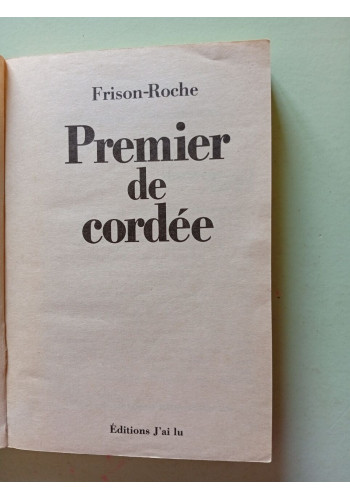 Frison-Roche
Premier
de
cordée
Éditions J'ai lu